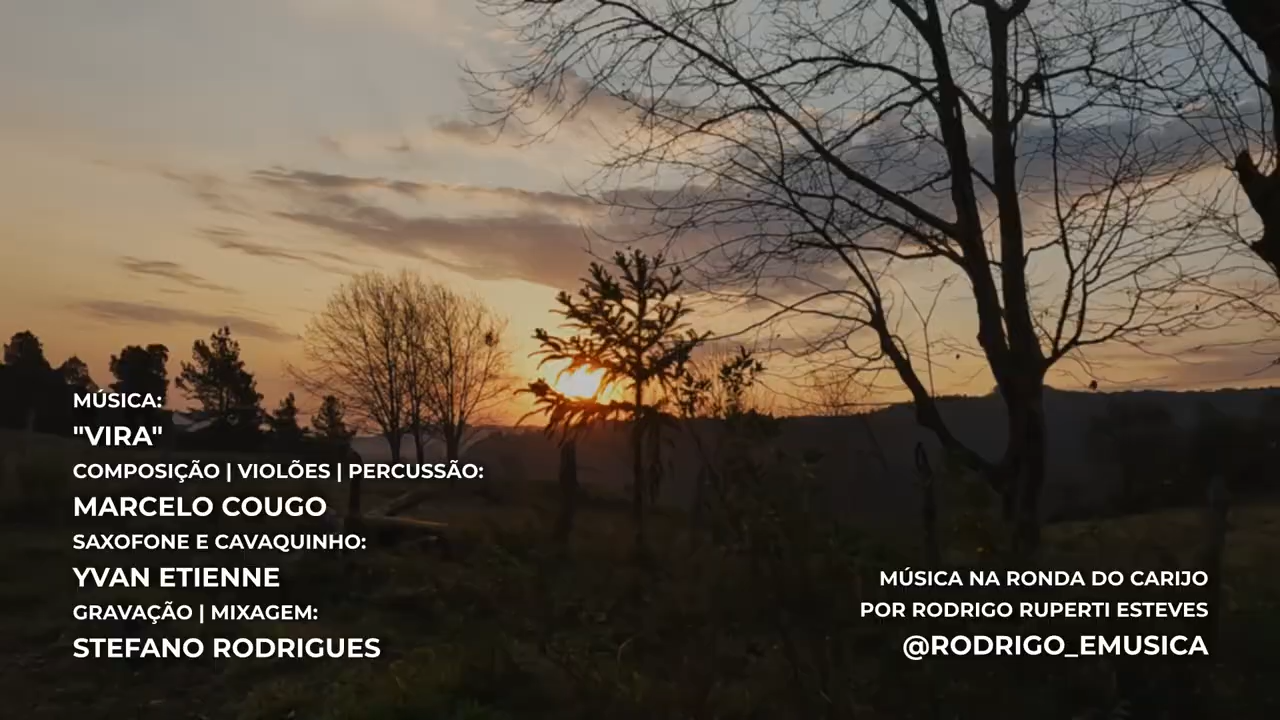 MÚSICA:
"VIRA"
COMPOSIÇÃO | VIOLÕES | PERCUSSÃO:
MARCELO COUGO
SAXOFONE E CAVAQUINHO:
YVAN ETIENNE
GRAVAÇÃO | MIXAGEM:
STEFANO RODRIGUES
MÚSICA NA RONDA DO CARIJO
POR RODRIGO RUPERTI ESTEVES
@RODRIGO_EMUSICA